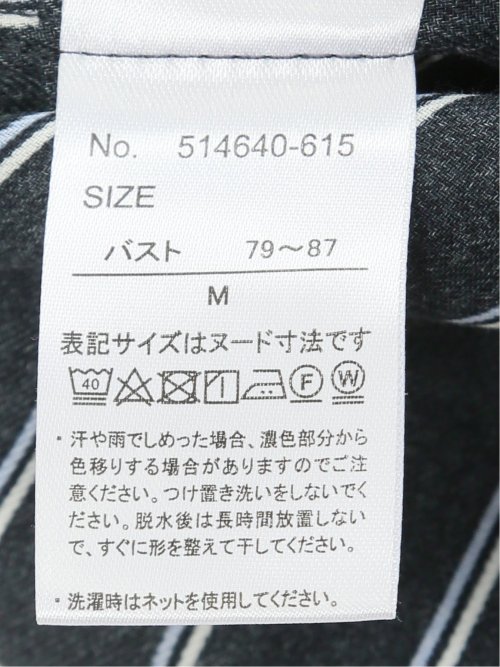 No. 514640-615
SIZE
バスト 79～87
M
表記サイズはヌード寸法です
40 F W
・汗や雨でしめった場合、濃色部分から
色移りする場合がありますのでご注
意ください。つけ置き洗いをしないでく
ださい。脱水後は長時間放置しない
で、すぐに形を整えて干してください。
・洗濯時はネットを使用してください。